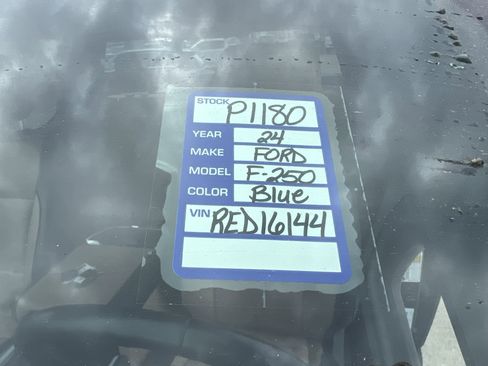 STOCK P1180
YEAR 24
MAKE FORD
MODEL F-250
COLOR Blue
VIN RED16144